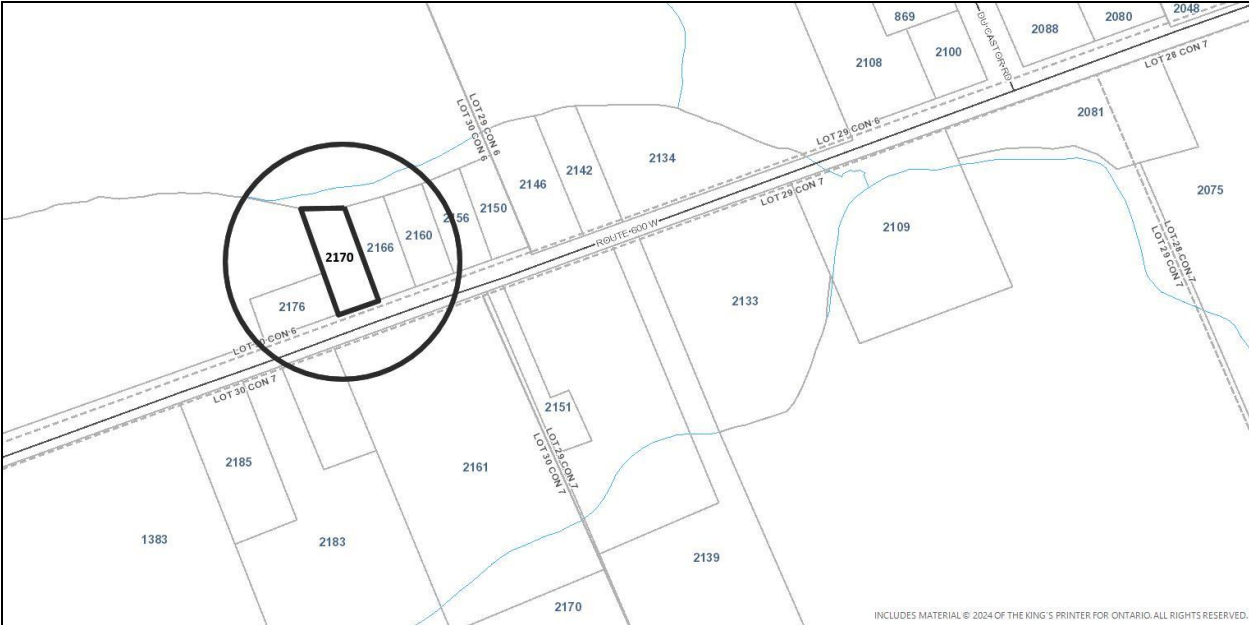 869
2088
2080
2048
2108
2100
DU CASTOR RD
LOT 28 CON 7
LOT 29 CON 6
LOT 30 CON 6
LOT 29 CON 6
2081
2146
2142
2134
2075
2156
2150
LOT 29 CON 7
2166
2160
ROUTE 600 W
2109
LOT 28 CON 7
LOT 29 CON 7
2170
2176
2133
LOT 30 CON 6
LOT 30 CON 7
2151
LOT 29 CON 7
LOT 30 CON 7
2185
2161
1383
2183
2139
2170
INCLUDES MATERIAL © 2024 OF THE KING'S PRINTER FOR ONTARIO. ALL RIGHTS RESERVED.